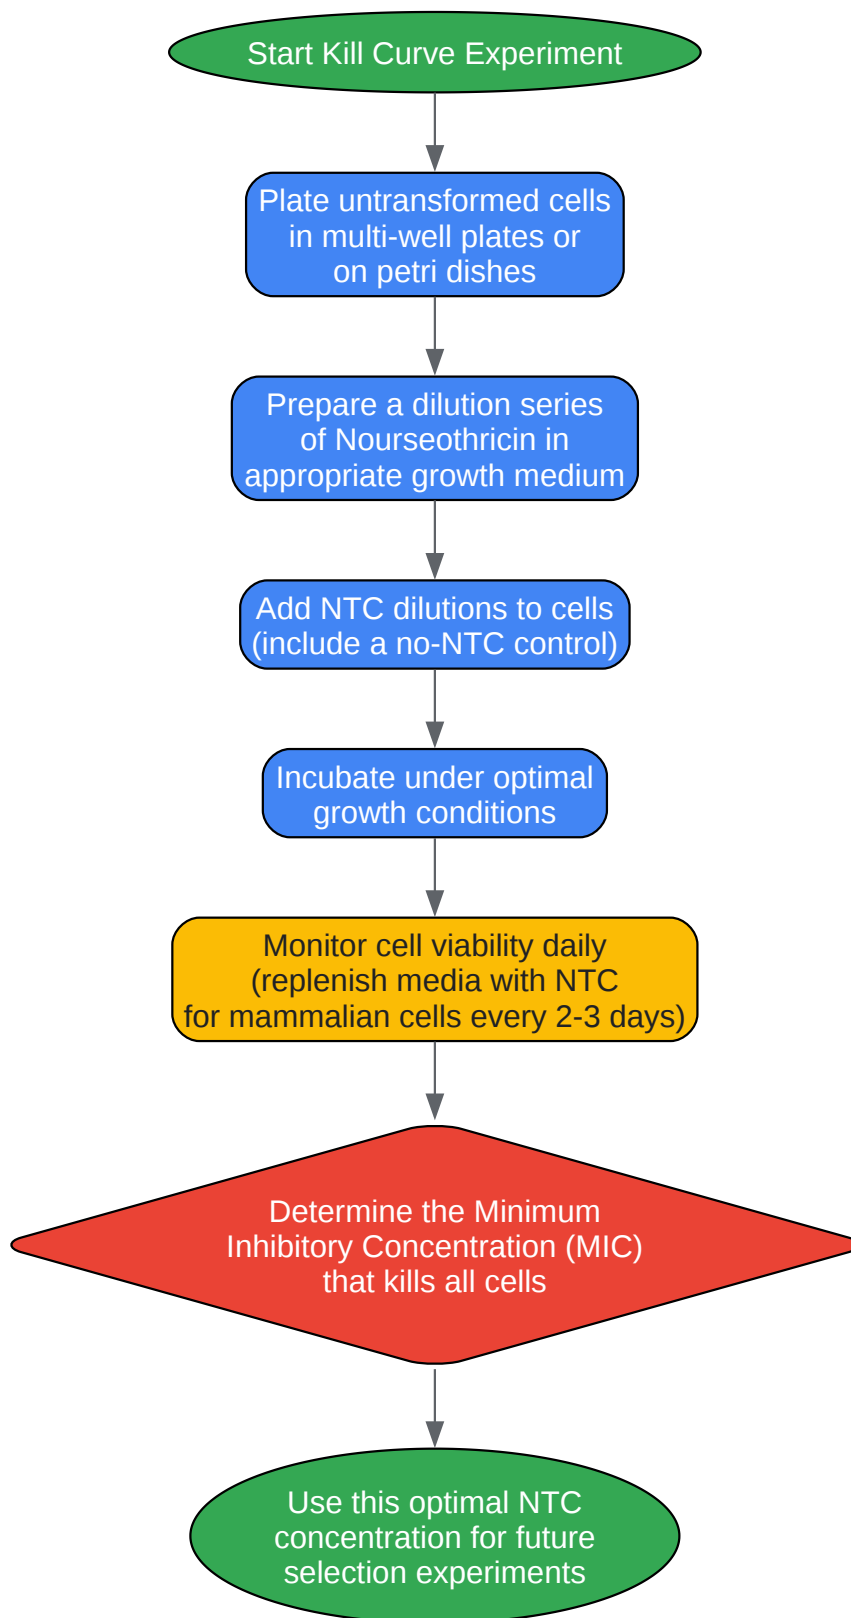 Start Kill Curve Experiment
Plate untransformed cells
in multi-well plates or
on petri dishes
Prepare a dilution series
of Nourseothricin in
appropriate growth medium
Add NTC dilutions to cells
(include a no-NTC control)
Incubate under optimal
growth conditions
Monitor cell viability daily
(replenish media with NTC
for mammalian cells every 2-3 days)
Determine the Minimum
Inhibitory Concentration (MIC)
that kills all cells
Use this optimal NTC
concentration for future
selection experiments